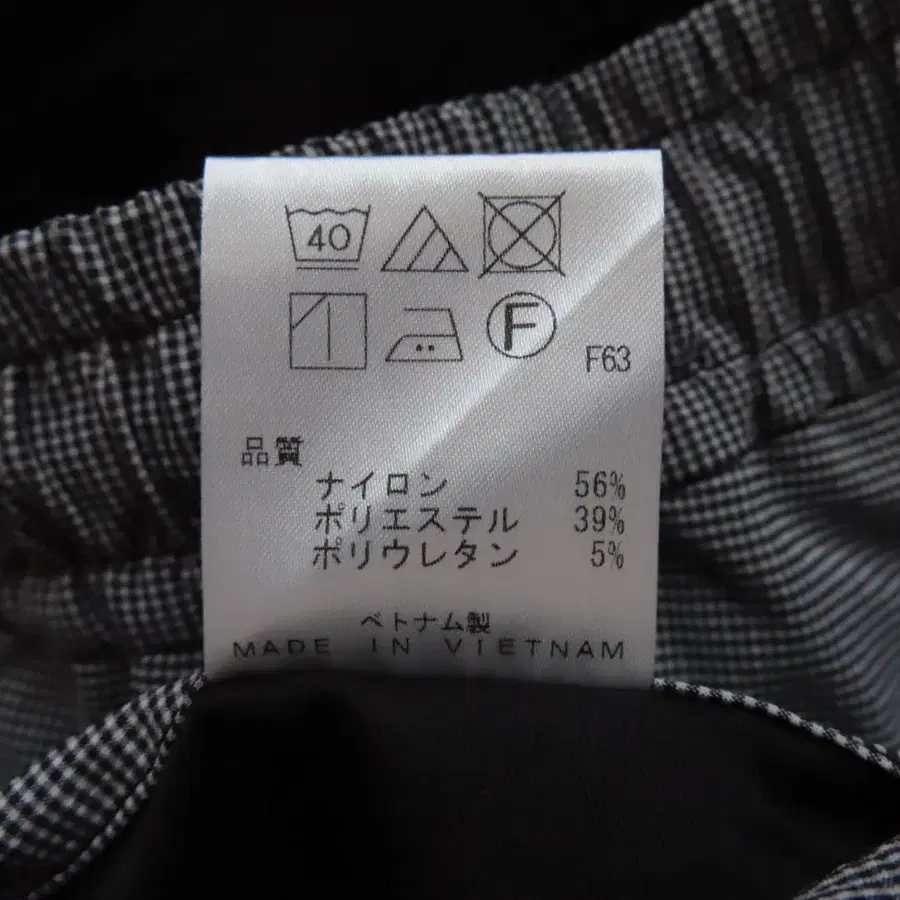 40
F
F63
品質
ナイロン 56%
ポリエステル 39%
ポリウレタン 5%
ベトナム製
MADE IN VIETNAM